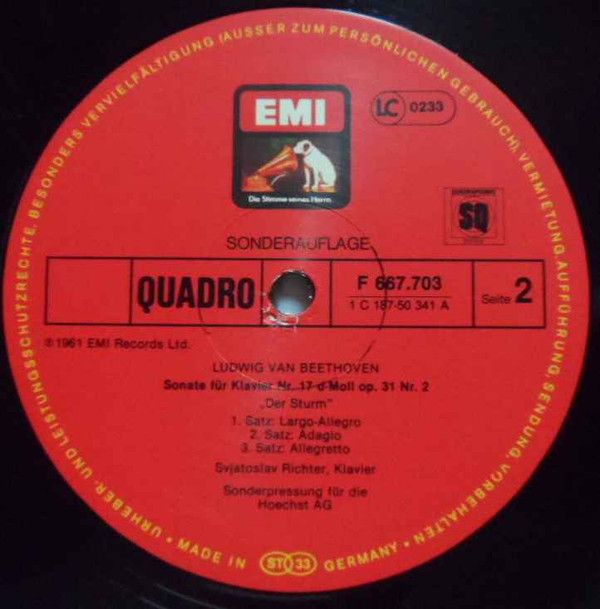 URHEBER- UND LEISTUNGSSCHUTZRECHTE, BESONDERS VERVIELFÄLTIGUNG (AUSSER ZUM PERSÖNLICHEN GEBRAUCH), VERMIETUNG, AUFFÜHRUNG, SENDUNG, VORBEHALTEN •
EMI
Die Stimme seines Herrn.
LC 0233
SQ
SONDERAUFLAGE
QUADRO
F 667.703
1 C 187-50 341 A
Seite 2
℗ 1961 EMI Records Ltd.
LUDWIG VAN BEETHOVEN
Sonate für Klavier Nr. 17 d-Moll op. 31 Nr. 2
„Der Sturm"
1. Satz: Largo-Allegro
2. Satz: Adagio
3. Satz: Allegretto
Svjatoslav Richter, Klavier
Sonderpressung für die
Hoechst AG
• MADE IN ST 33 GERMANY •